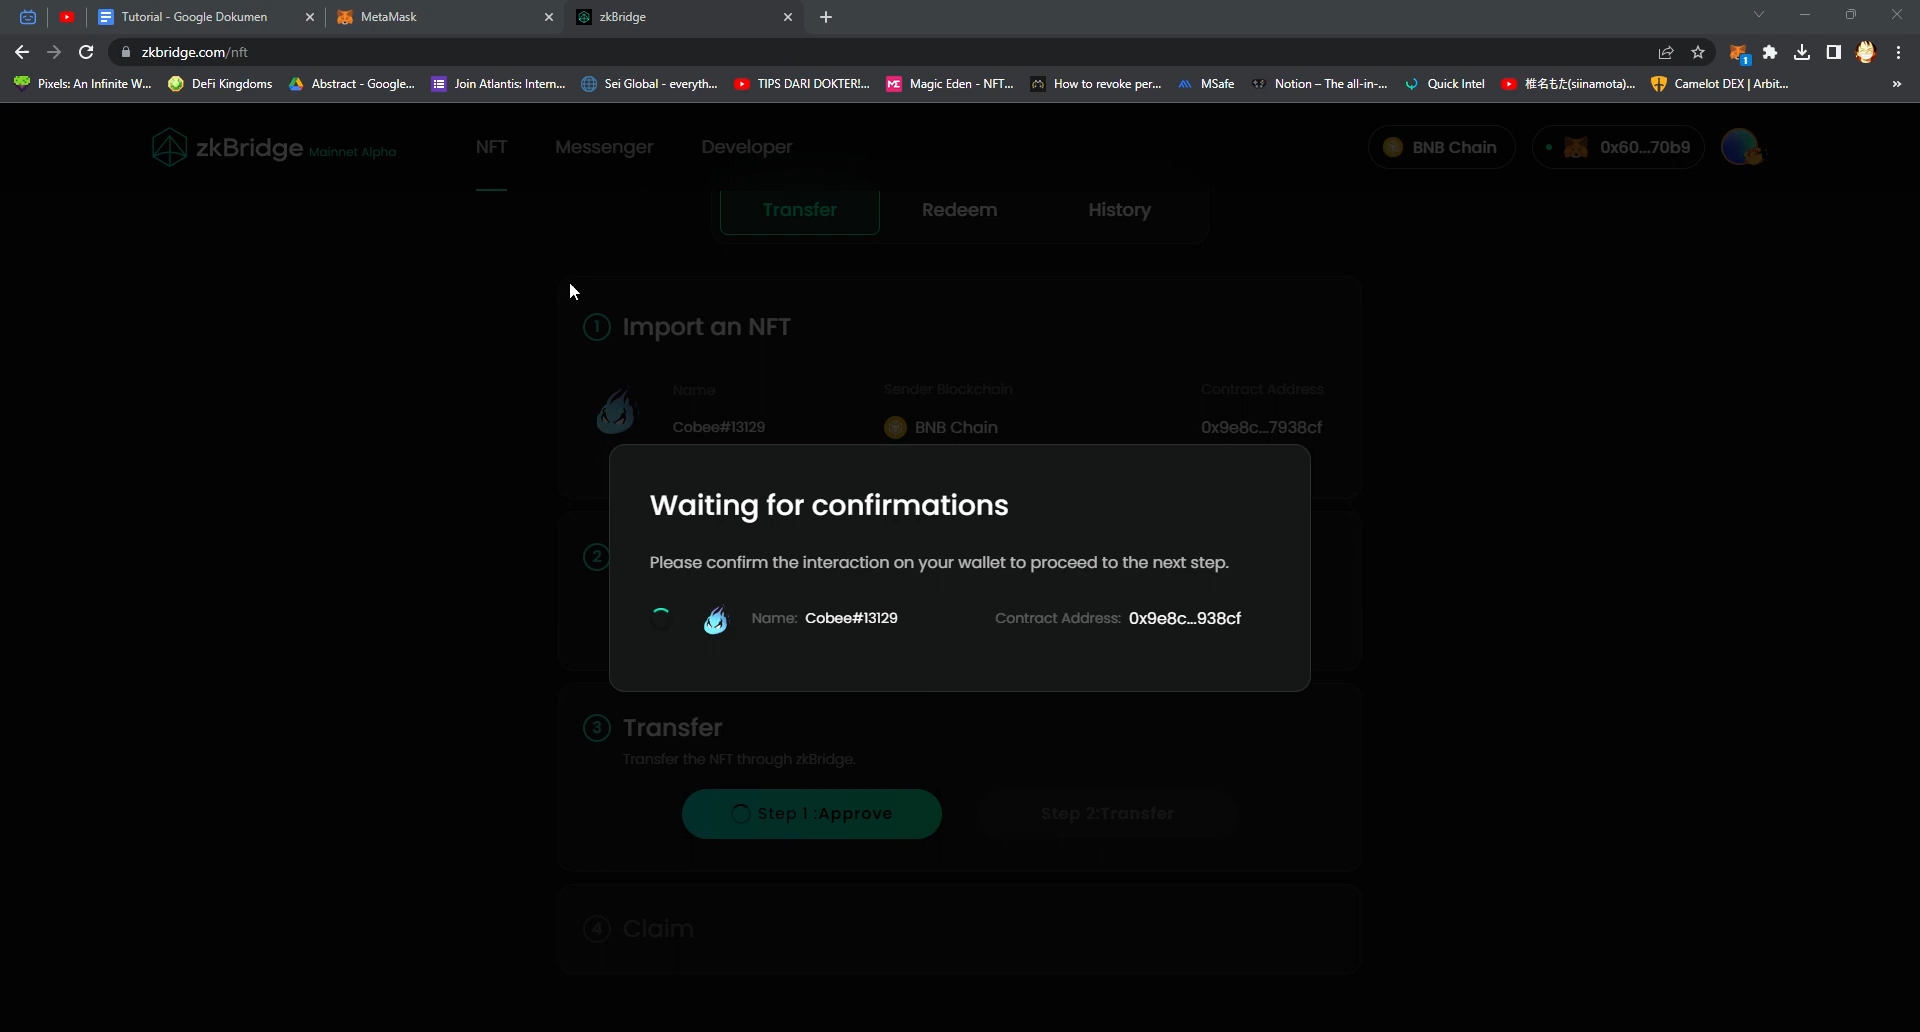 Tutorial - Google Dokumen
MetaMask
zkBridge
zkbridge.com/nft
1
Pixels: An Infinite W...
DeFi Kingdoms
Abstract - Google...
Join Atlantis: Intern...
Sei Global - everyth...
TIPS DARI DOKTER!...
Magic Eden - NFT...
How to revoke per...
MSafe
Notion – The all-in-...
Quick Intel
椎名もた(siinamota)...
Camelot DEX | Arbit...
»
zkBridge Mainnet Alpha
NFT
Messenger
Developer
BNB Chain
0x60...70b9
Transfer
Redeem
History
1 Import an NFT
Name
Sender Blockchain
Contract Address
Cobee#13129
BNB Chain
0x9e8c...7938cf
Waiting for confirmations
2
Please confirm the interaction on your wallet to proceed to the next step.
Name: Cobee#13129
Contract Address: 0x9e8c...938cf
3 Transfer
Transfer the NFT through zkBridge.
Step 1 :Approve
Step 2:Transfer
4 Claim